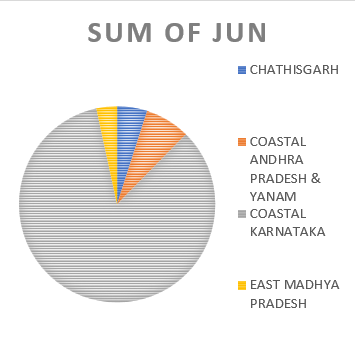 SUM OF JUN
CHATHISGARH
COASTAL
ANDHRA
PRADESH &
YANAM
COASTAL
KARNATAKA
EAST MADHYA
PRADESH